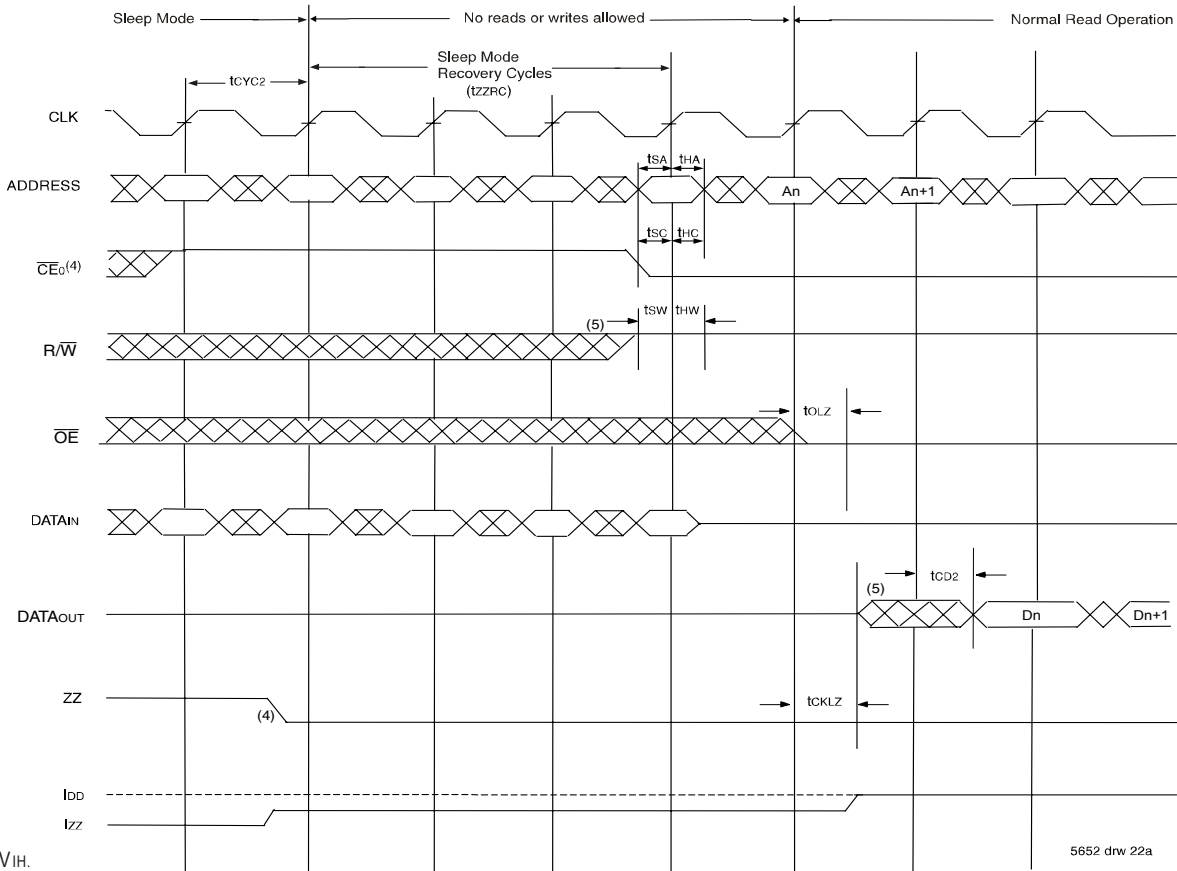 Sleep Mode
No reads or writes allowed
Normal Read Operation
Sleep Mode
Recovery Cycles
(tZZRC)
tCYC2
CLK
tSA
tHA
ADDRESS
An
An+1
tSC
tHC
CE0(4)
tSW
tHW
(5)
R/W
tOLZ
OE
DATAIN
tCD2
(5)
DATAOUT
Dn
Dn+1
ZZ
(4)
tCKLZ
IDD
IZZ
5652 drw 22a
VIH.